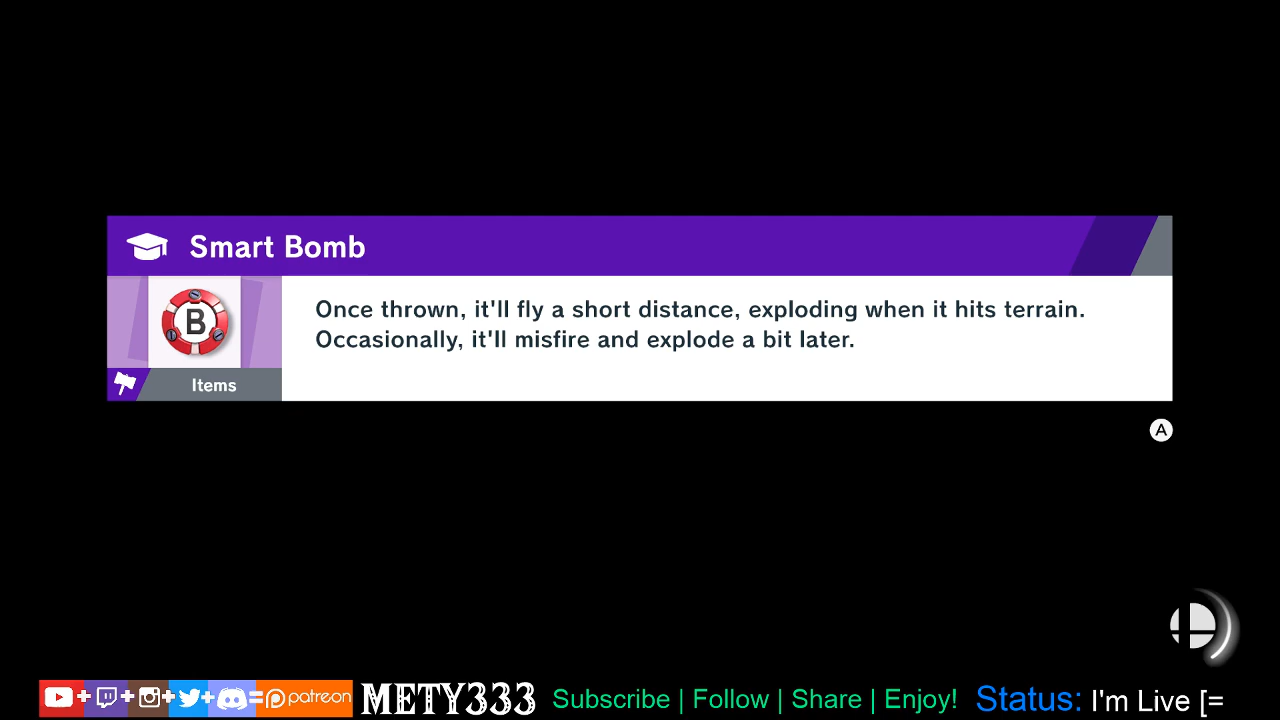 Smart Bomb
B
Once thrown, it'll fly a short distance, exploding when it hits terrain.
Occasionally, it'll misfire and explode a bit later.
Items
A
+ + + + = patreon METY333 Subscribe | Follow | Share | Enjoy! Status: I'm Live [=